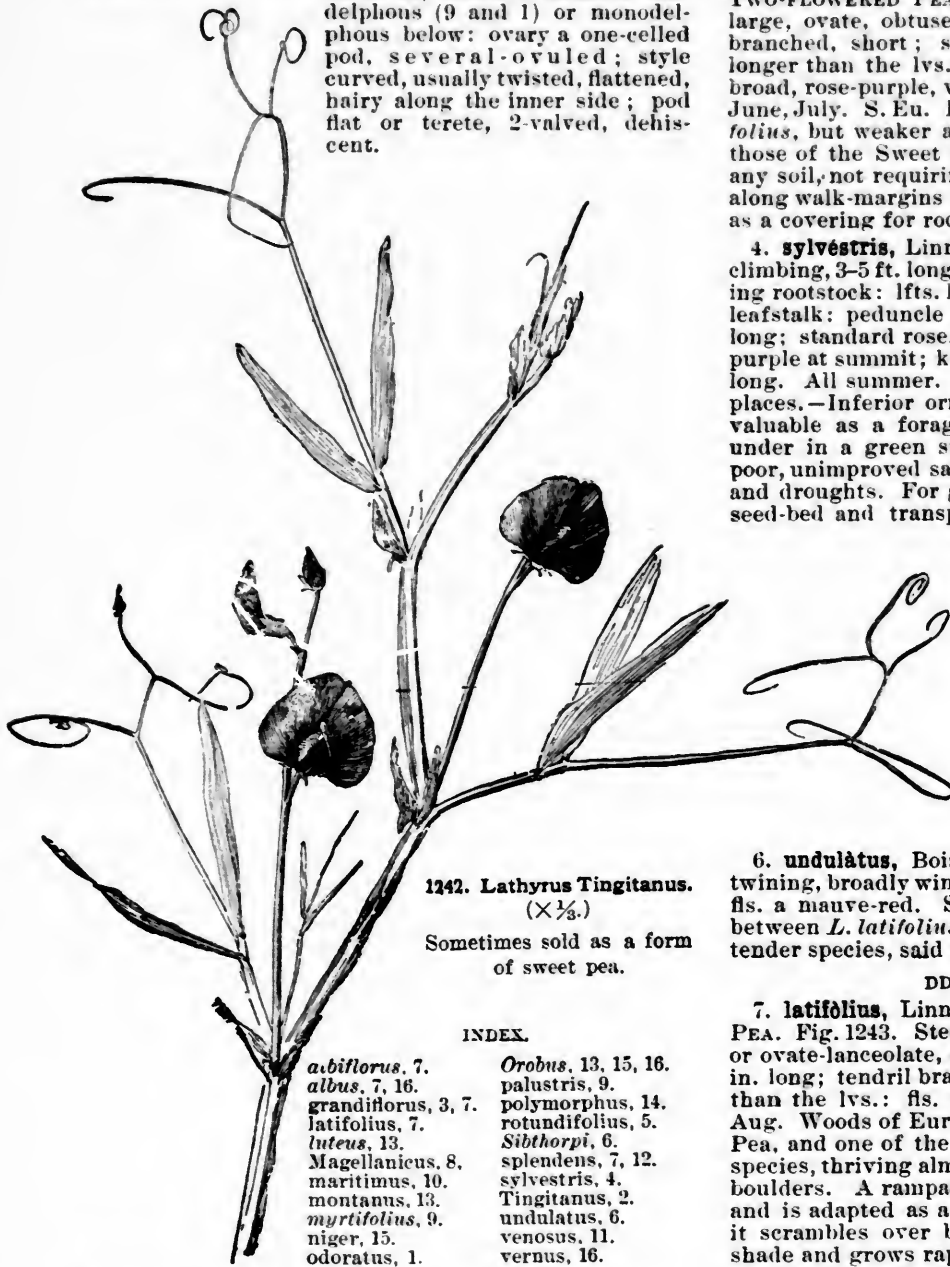 delphous (9 and 1) or monodel-
phous below: ovary a one-celled
pod, several-ovuled; style
curved, usually twisted, flattened,
hairy along the inner side; pod
flat or terete, 2-valved, dehis-
cent.
1242. Lathyrus Tingitanus.
(× ⅓.)
Sometimes sold as a form
of sweet pea.
INDEX.
albiflorus, 7.
albus, 7, 16.
grandiflorus, 3, 7.
latifolius, 7.
luteus, 13.
Magellanicus, 8.
maritimus, 10.
montanus, 13.
myrtifolius, 9.
niger, 15.
odoratus, 1.
Orobus, 13, 15, 16.
palustris, 9.
polymorphus, 14.
rotundifolius, 5.
Sibthorpi, 6.
splendens, 7, 12.
sylvestris, 4.
Tingitanus, 2.
undulatus, 6.
venosus, 11.
vernus, 16.
TWO-FLOWERED
large, ovate, obtuse
branched, short; s
longer than the lvs.
broad, rose-purple,
June, July. S. Eu.
folius, but weaker a
those of the Sweet
any soil, not requiri
along walk-margins
as a covering for roc
4. sylvéstris, Linn
climbing, 3-5 ft. long
ing rootstock: lfts.
leafstalk: peduncle
long; standard rose
purple at summit; k
long. All summer.
places.—Inferior orn
valuable as a forag
under in a green s
poor, unimproved sa
and droughts. For g
seed-bed and transp
6. undulàtus, Bois
twining, broadly win
fls. a mauve-red. S
between L. latifoliu
tender species, said
DD
7. latifòlius, Linn
PEA. Fig. 1243. Ste
or ovate-lanceolate,
in. long; tendril bra
than the lvs.: fls.
Aug. Woods of Eur
Pea, and one of the
species, thriving alm
boulders. A rampa
and is adapted as a
it scrambles over b
shade and grows rap